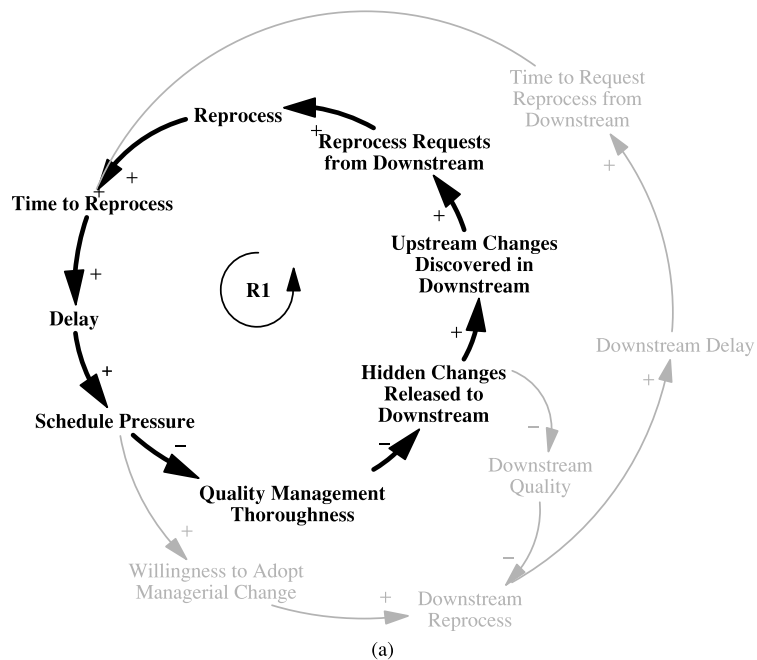 Time to Request
Reprocess from
Downstream
Reprocess
+
Reprocess Requests
from Downstream
+
+
+
Time to Reprocess
+
Upstream Changes
Discovered in
Downstream
+
R1
Delay
+
Downstream Delay
+
+
Hidden Changes
Released to
Downstream
Schedule Pressure
−
−
−
Downstream
Quality
Quality Management
Thoroughness
+
−
Willingness to Adopt
Managerial Change
+
Downstream
Reprocess
(a)